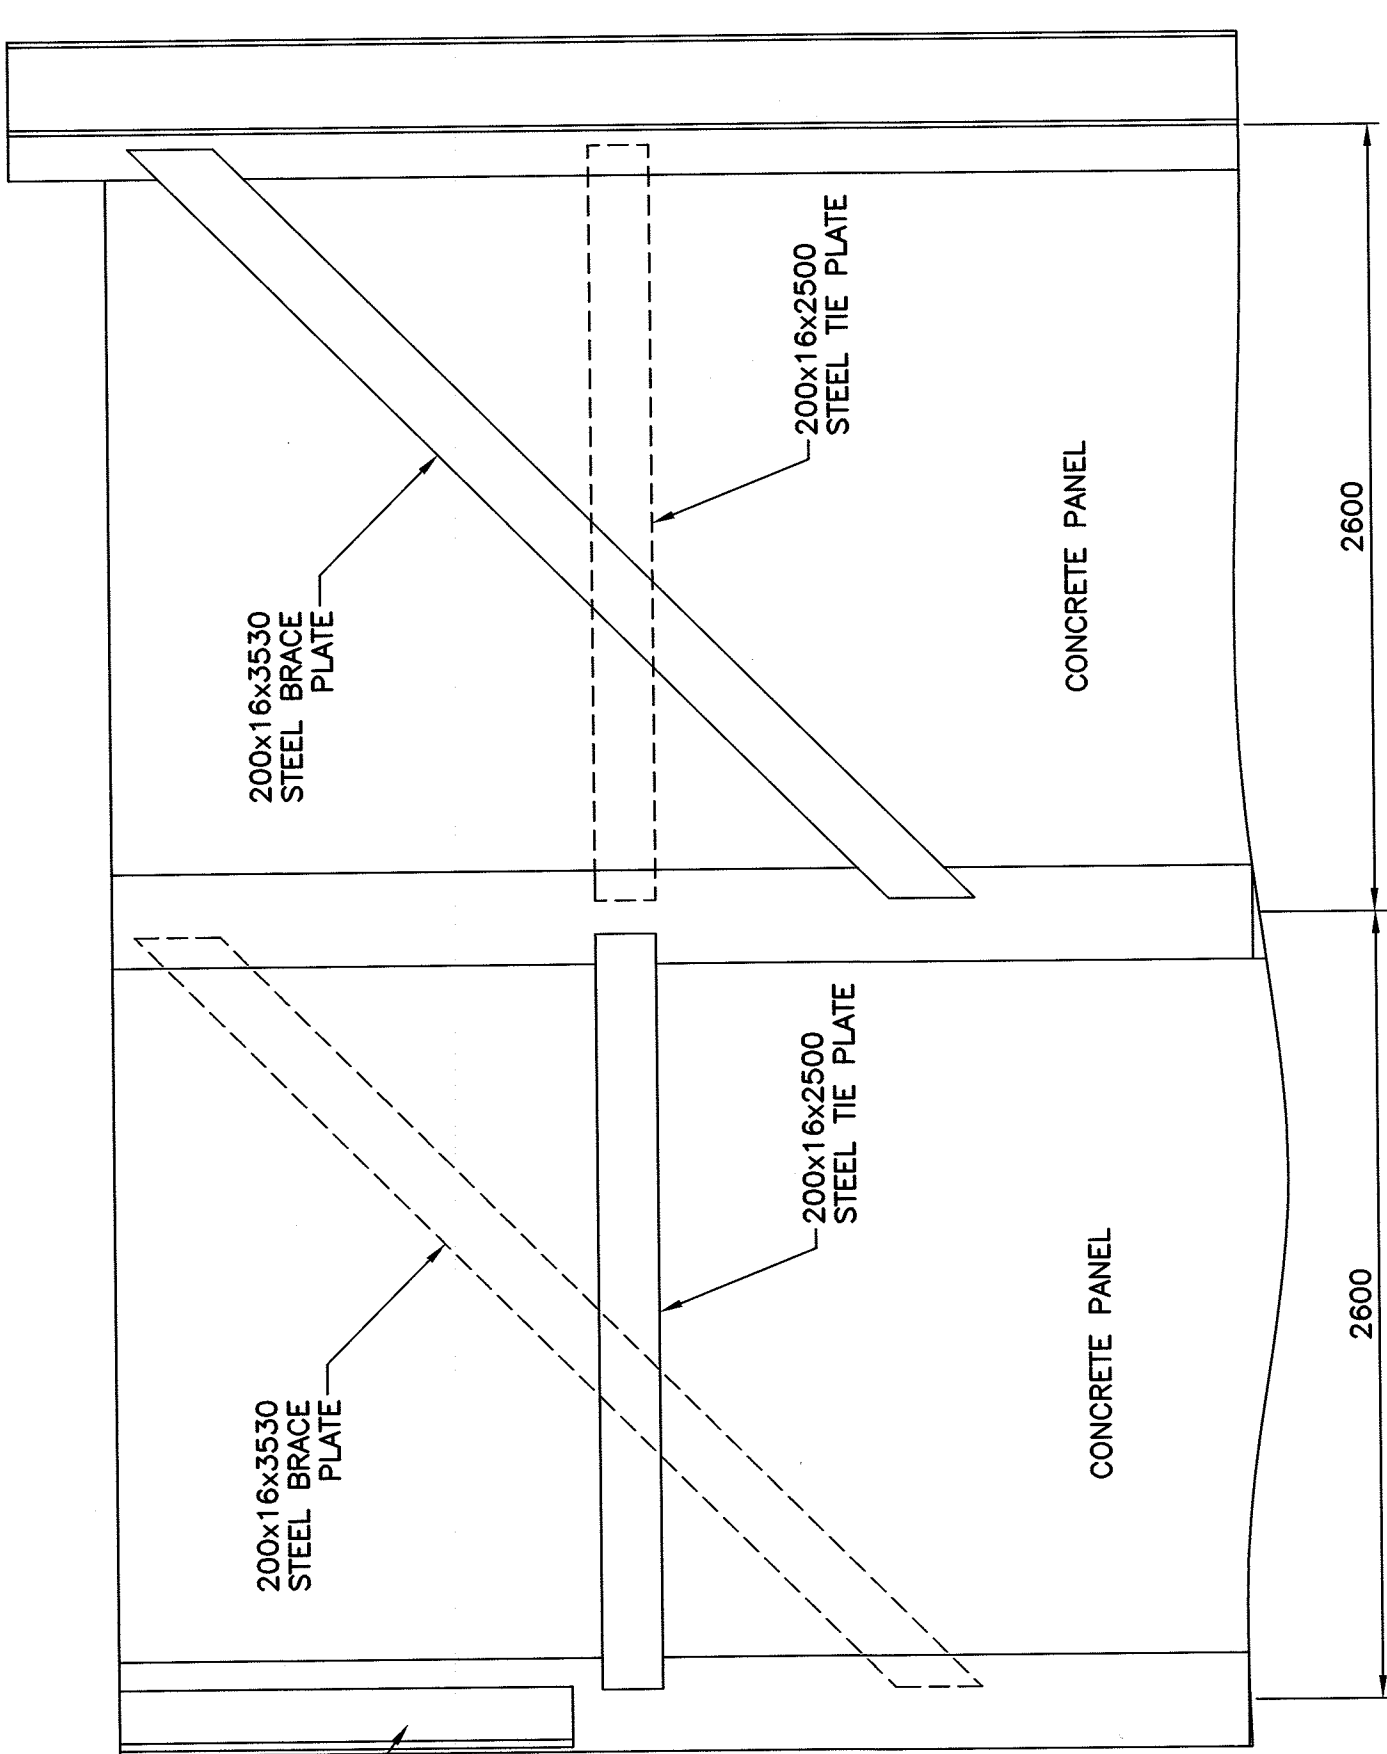 200x16x3530
STEEL BRACE
PLATE
200x16x2500
STEEL TIE PLATE
CONCRETE PANEL
2600
200x16x3530
STEEL BRACE
PLATE
200x16x2500
STEEL TIE PLATE
CONCRETE PANEL
2600